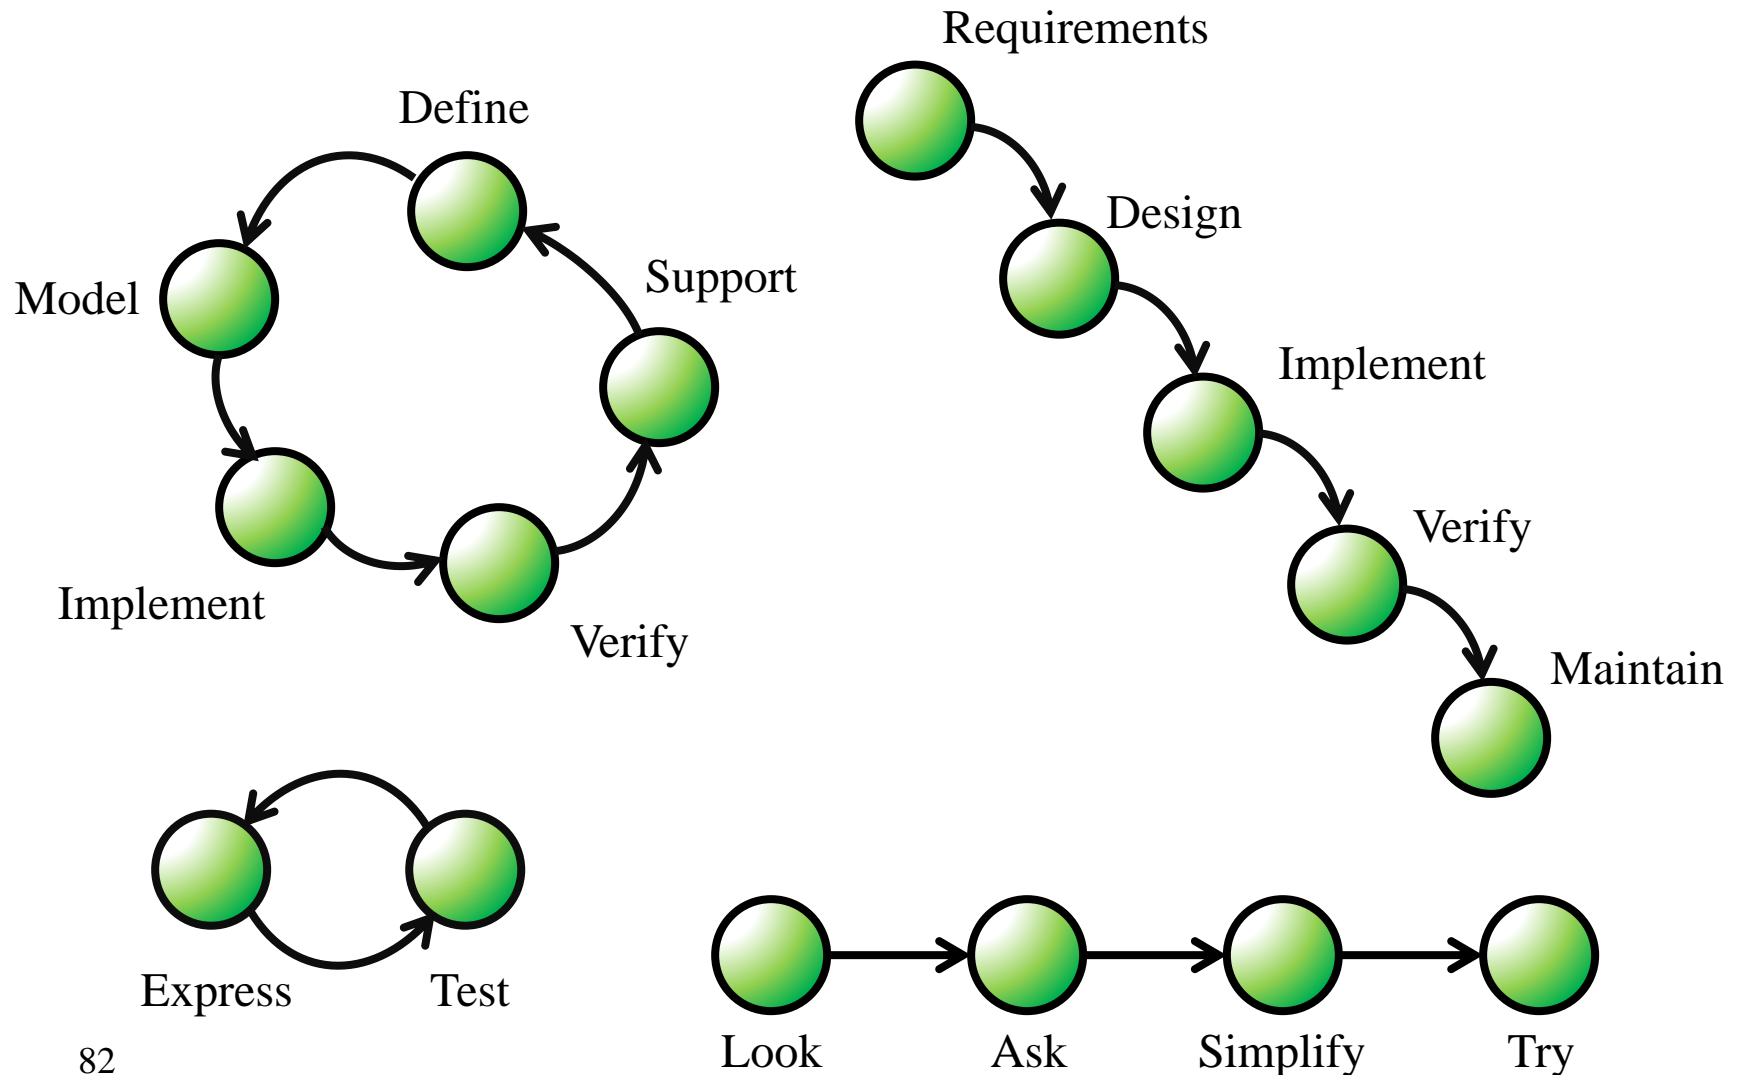 Requirements
Define
Design
Support
Model
Implement
Verify
Implement
Verify
Maintain
Express
Test
Look
Ask
Simplify
Try
82